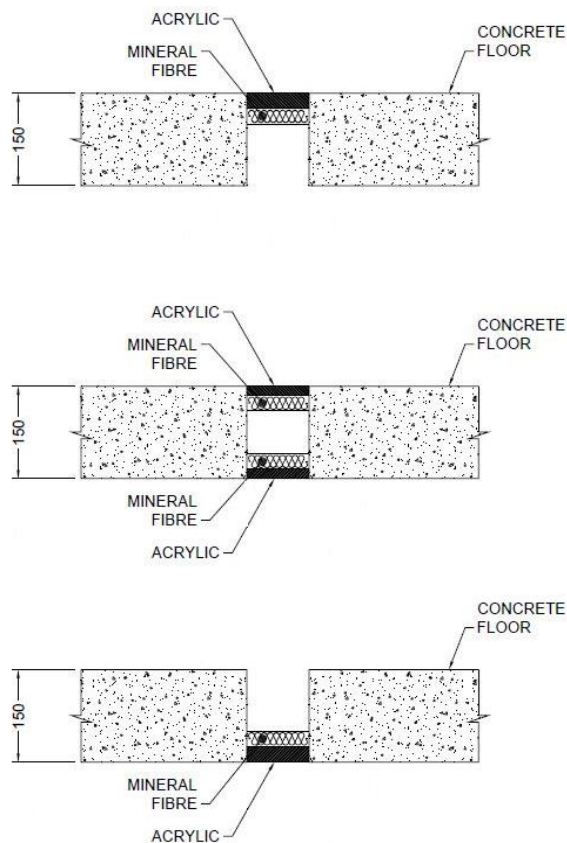 ACRYLIC
MINERAL
FIBRE
CONCRETE
FLOOR
150
ACRYLIC
MINERAL
FIBRE
CONCRETE
FLOOR
150
MINERAL
FIBRE
ACRYLIC
CONCRETE
FLOOR
150
MINERAL
FIBRE
ACRYLIC